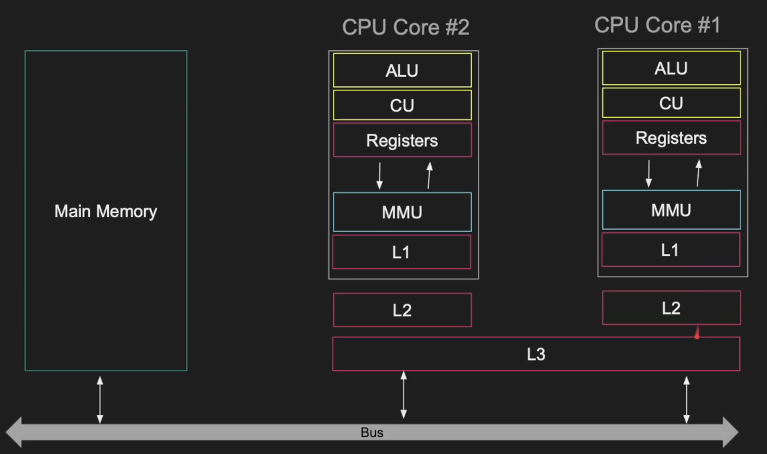 CPU Core #2
CPU Core #1
Main Memory
ALU
CU
Registers
MMU
L1
L2
ALU
CU
Registers
MMU
L1
L2
L3
Bus